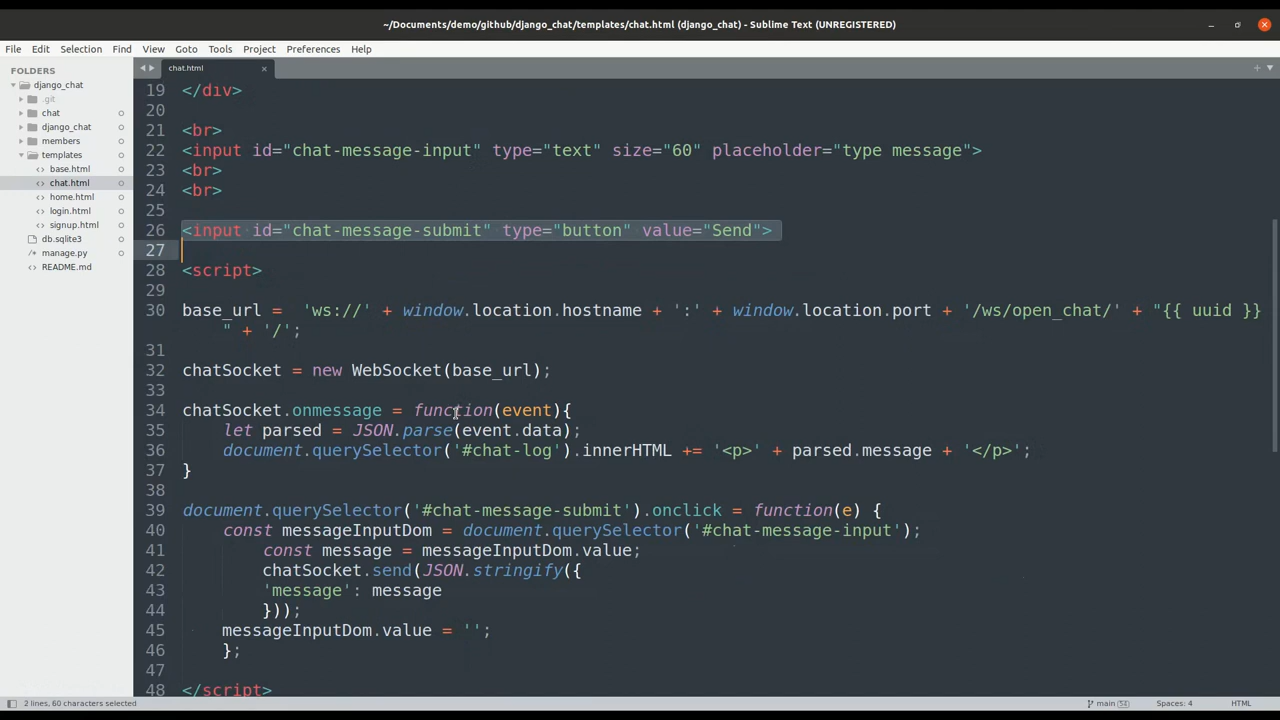 ~/Documents/demo/github/django_chat/templates/chat.html (django_chat) - Sublime Text (UNREGISTERED)
File Edit Selection Find View Goto Tools Project Preferences Help
FOLDERS
django_chat
.git
chat
django_chat
members
templates
base.html
chat.html
home.html
login.html
signup.html
db.sqlite3
manage.py
README.md
chat.html
19 </div>
20
21 <br>
22 <input id="chat-message-input" type="text" size="60" placeholder="type message">
23 <br>
24 <br>
25
26 <input id="chat-message-submit" type="button" value="Send">
27
28 <script>
29
30 base_url =  'ws://' + window.location.hostname + ':' + window.location.port + '/ws/open_chat/' + "{{ uuid }}
" + '/';
31
32 chatSocket = new WebSocket(base_url);
33
34 chatSocket.onmessage = function(event){
35     let parsed = JSON.parse(event.data);
36     document.querySelector('#chat-log').innerHTML += '<p>' + parsed.message + '</p>';
37 }
38
39 document.querySelector('#chat-message-submit').onclick = function(e) {
40     const messageInputDom = document.querySelector('#chat-message-input');
41         const message = messageInputDom.value;
42         chatSocket.send(JSON.stringify({
43         'message': message
44         }));
45     messageInputDom.value = '';
46     };
47
48 </script>
2 lines, 60 characters selected
main 54
Spaces: 4
HTML